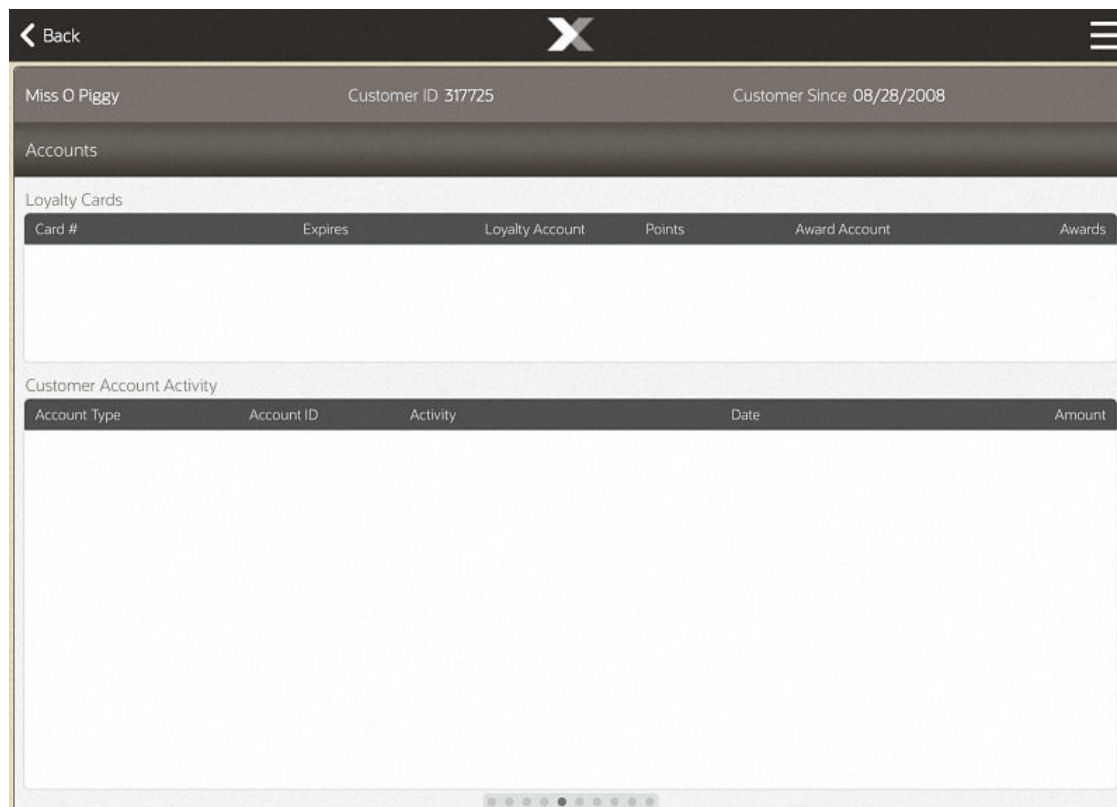 Back
Miss O Piggy Customer ID 317725 Customer Since 08/28/2008
Accounts
Loyalty Cards
Card # Expires Loyalty Account Points Award Account Awards
Customer Account Activity
Account Type Account ID Activity Date Amount